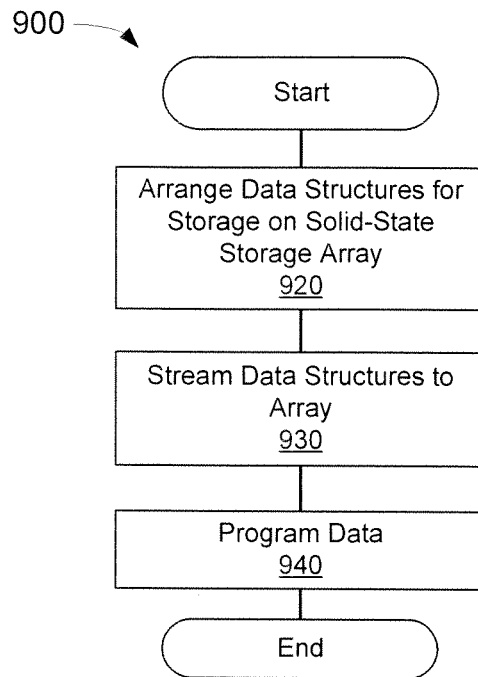 900
Start
Arrange Data Structures for
Storage on Solid-State
Storage Array
920
Stream Data Structures to
Array
930
Program Data
940
End